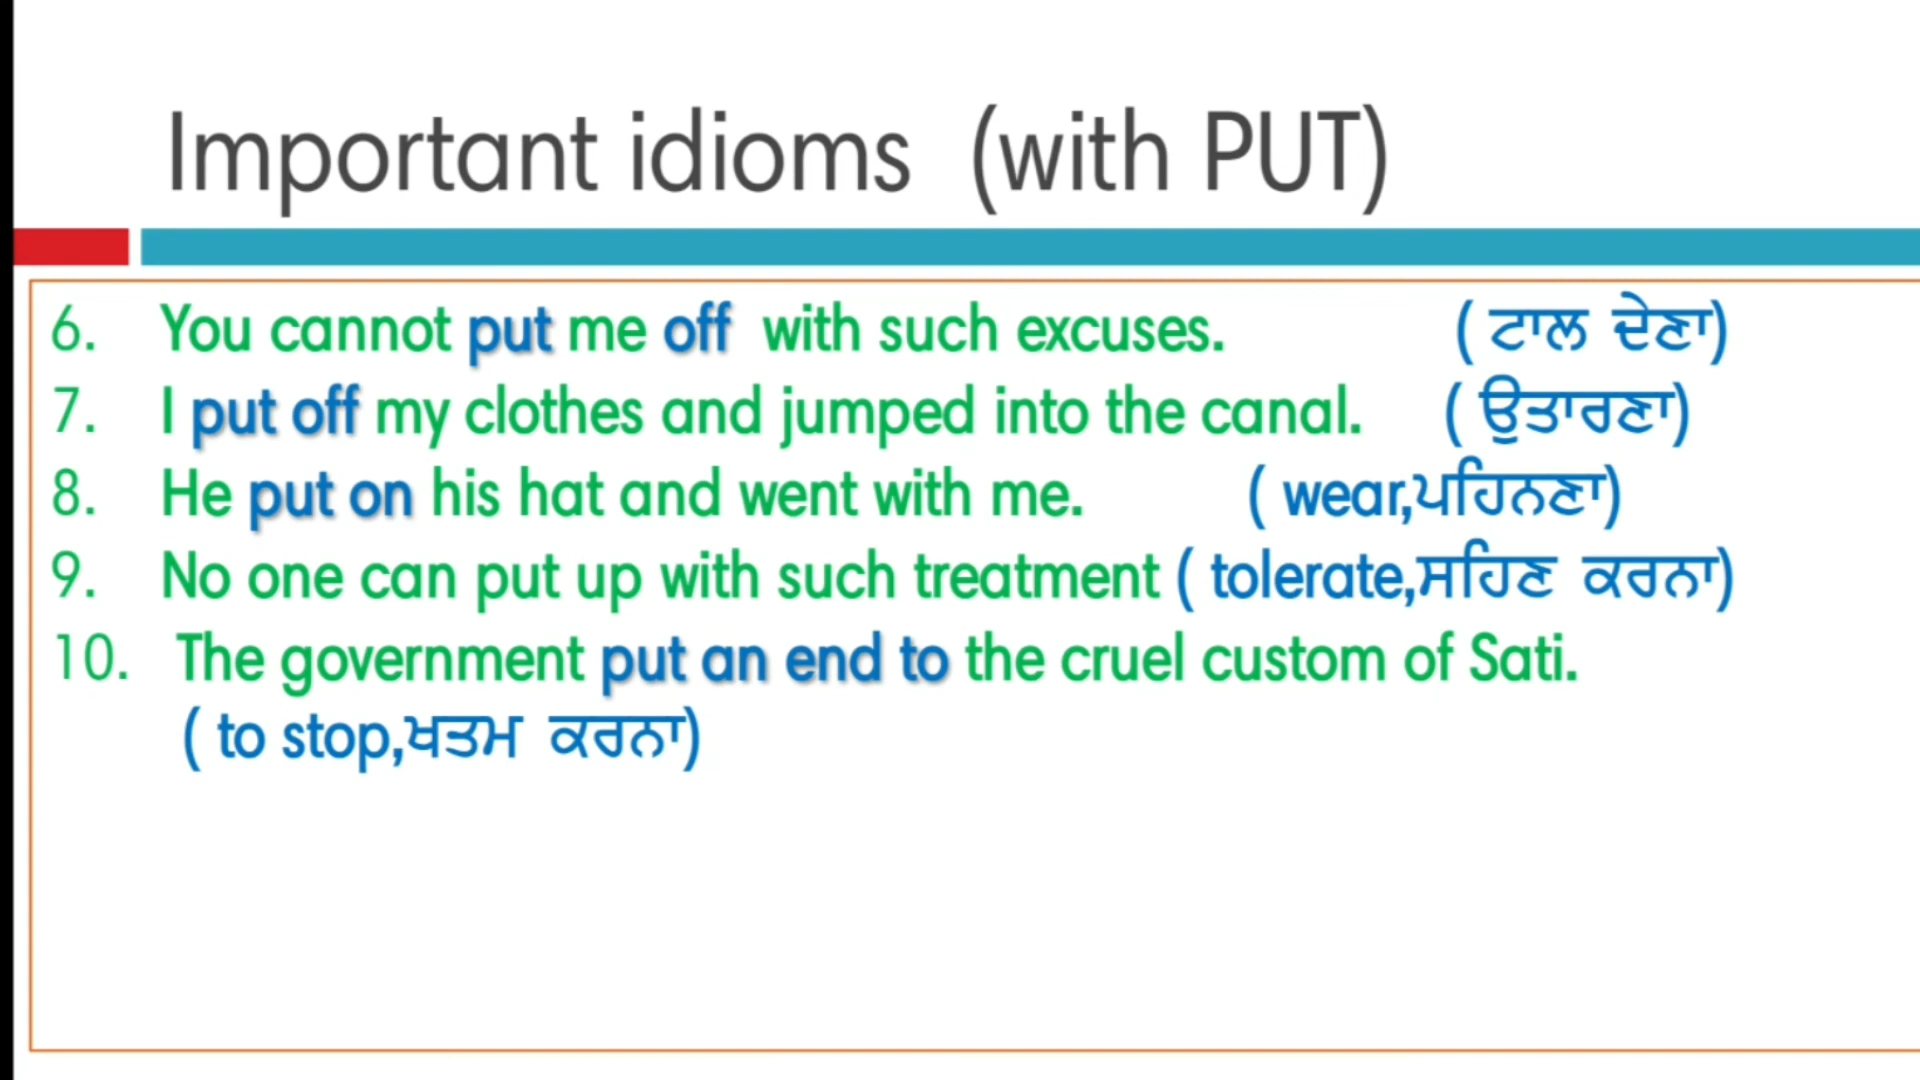 Important idioms (with PUT)
6. You cannot put me off with such excuses. ( ਟਾਲ ਦੇਣਾ)
7. I put off my clothes and jumped into the canal. ( ਉਤਾਰਣਾ)
8. He put on his hat and went with me. ( wear,ਪਹਿਨਣਾ)
9. No one can put up with such treatment ( tolerate,ਸਹਿਣ ਕਰਨਾ)
10. The government put an end to the cruel custom of Sati.
( to stop,ਖਤਮ ਕਰਨਾ)